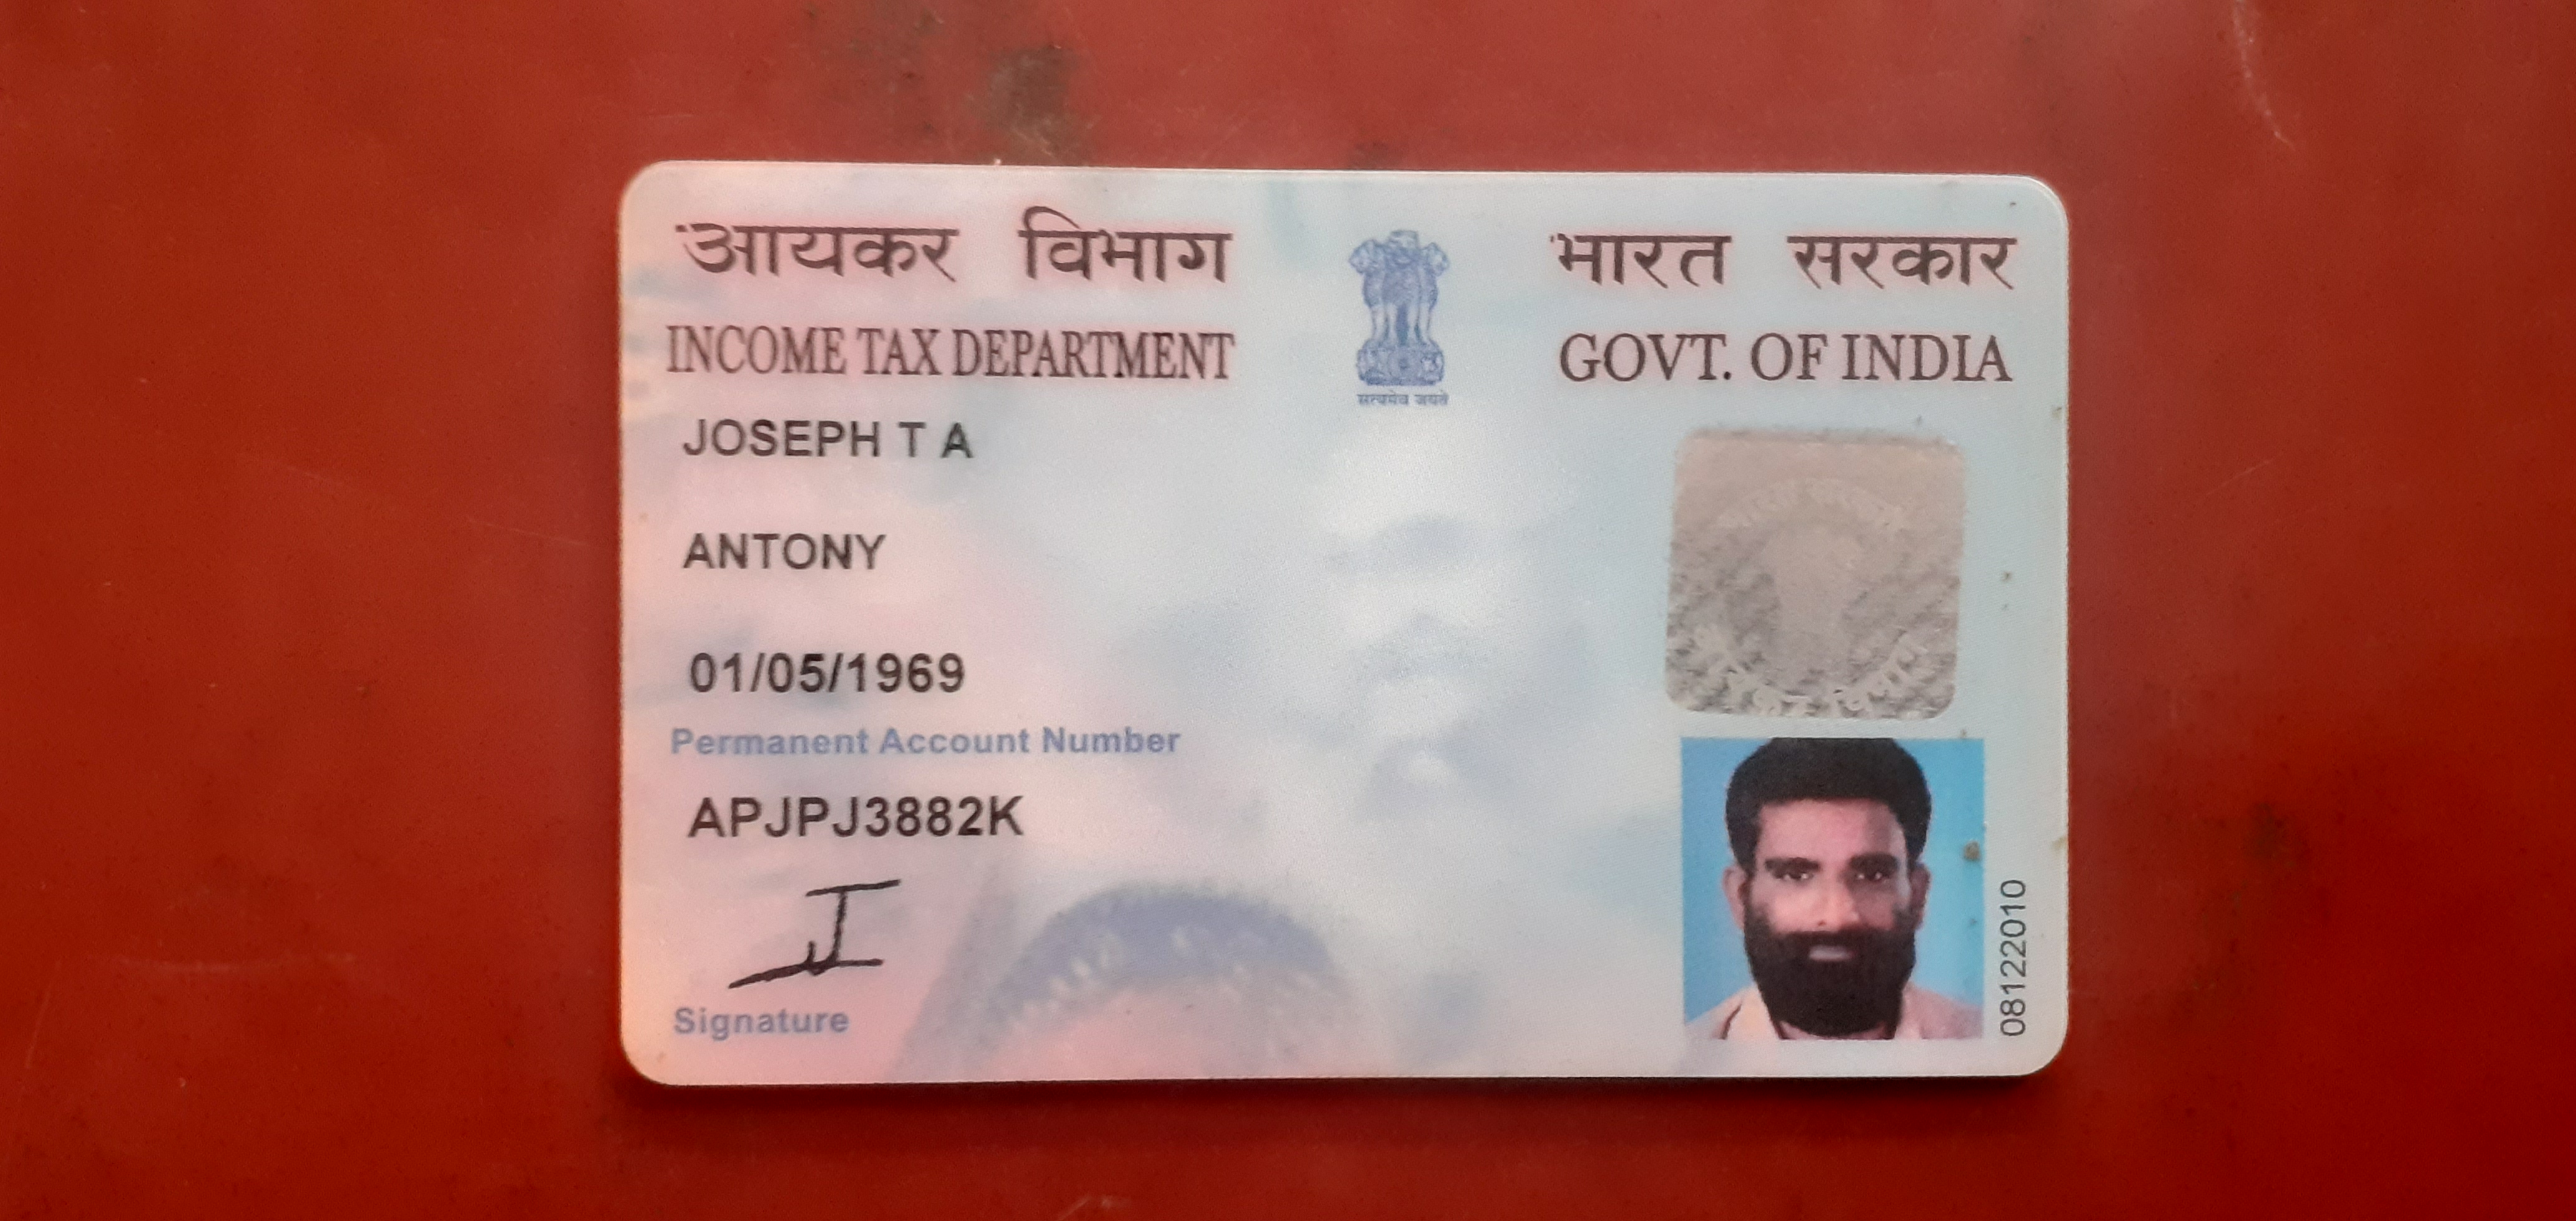 आयकर विभाग
INCOME TAX DEPARTMENT
सत्यमेव जयते
भारत सरकार
GOVT. OF INDIA
JOSEPH T A
ANTONY
01/05/1969
Permanent Account Number
APJPJ3882K
Signature
08122010